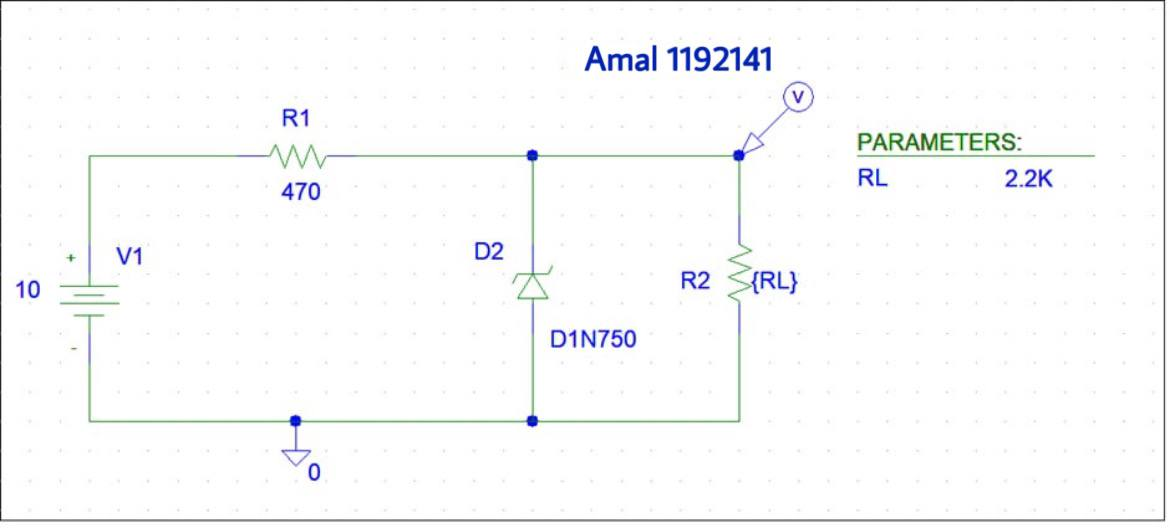 Amal 1192141
V
R1
470
PARAMETERS:
RL 2.2K
+
V1
10
-
D2
D1N750
R2 {RL}
0